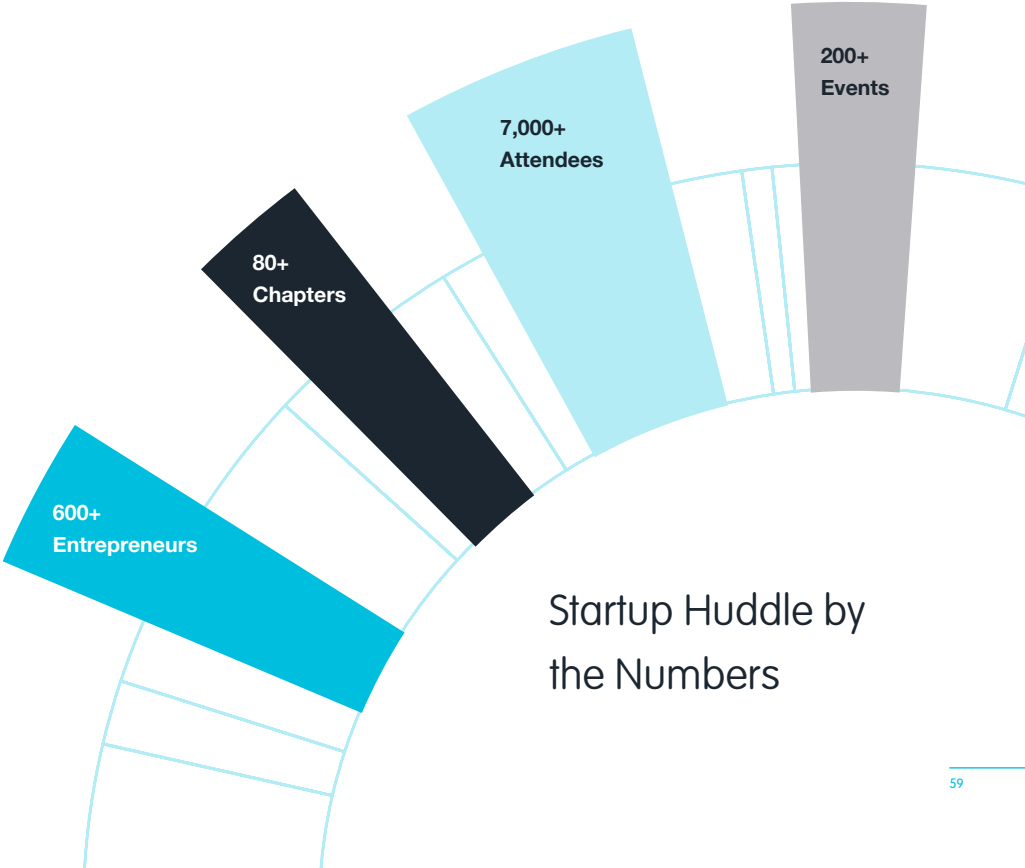 200+
Events
7,000+
Attendees
80+
Chapters
600+
Entrepreneurs
Startup Huddle by
the Numbers
59